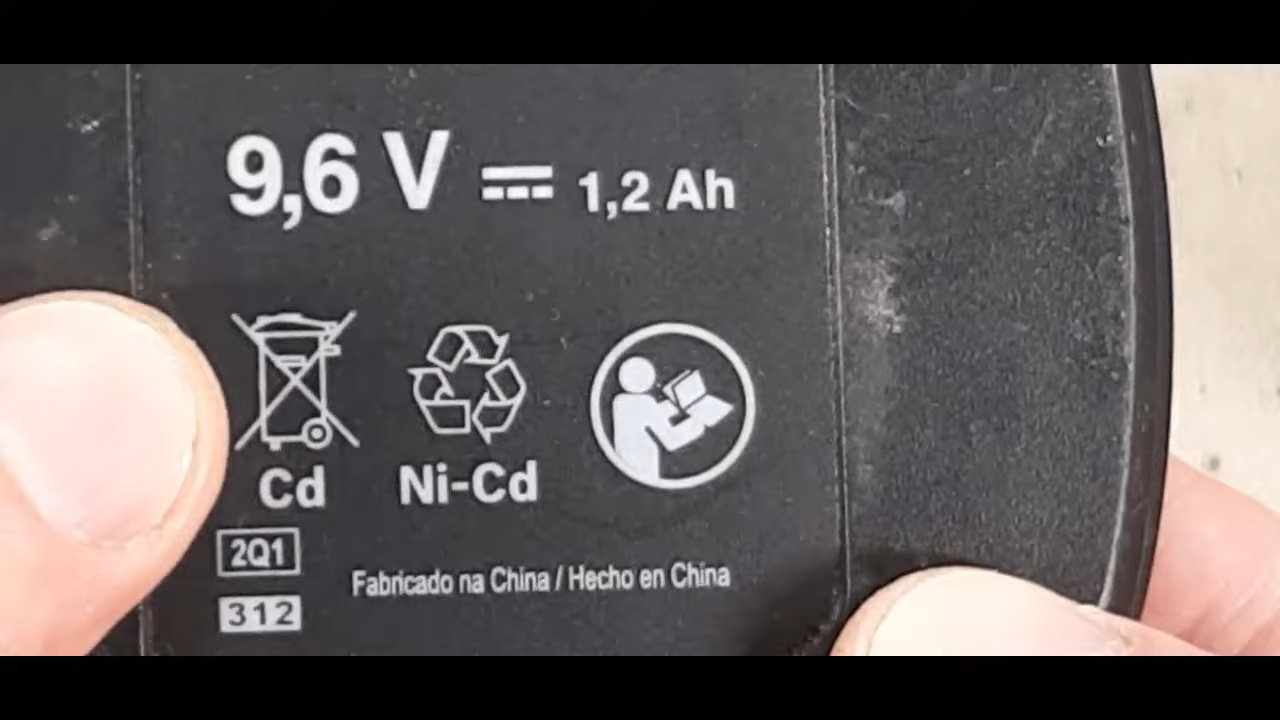 9,6 V ⎓ 1,2 Ah
Cd Ni-Cd
2Q1
Fabricado na China / Hecho en China
312